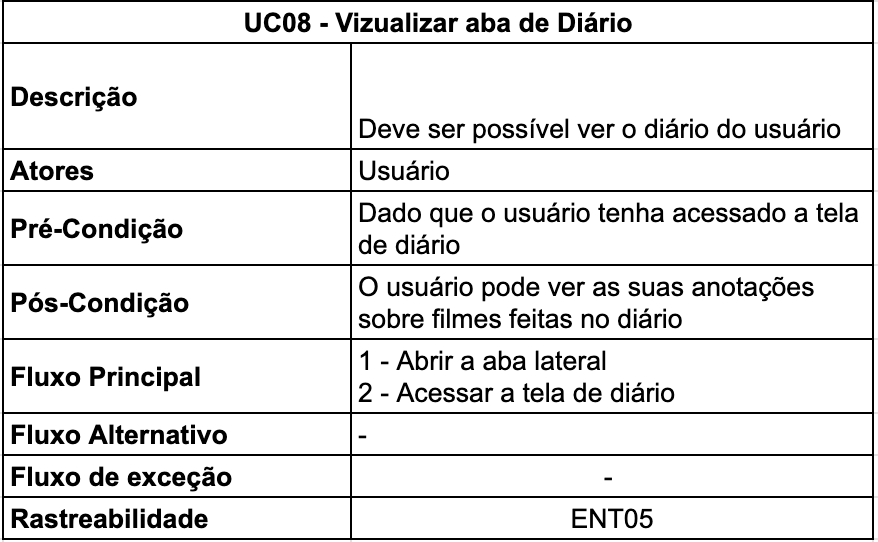 UC08 - Vizualizar aba de Diário
Descrição
Deve ser possível ver o diário do usuário
Atores
Usuário
Pré-Condição
Dado que o usuário tenha acessado a tela
de diário
Pós-Condição
O usuário pode ver as suas anotações
sobre filmes feitas no diário
Fluxo Principal
1 - Abrir a aba lateral
2 - Acessar a tela de diário
Fluxo Alternativo
-
Fluxo de exceção
-
Rastreabilidade
ENT05